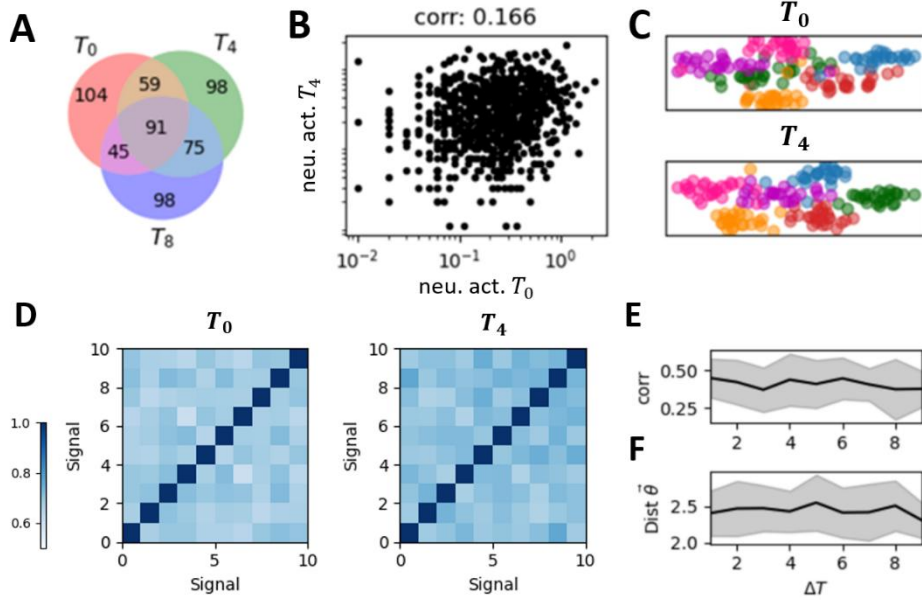 A
T₀
T₄
104
59
98
91
45
75
98
T₈
B
corr: 0.166
neu. act. T₄
10⁻²
10⁻¹
10⁰
neu. act. T₀
C
T₀
T₄
D
T₀
T₄
1.0
0.8
0.6
Signal
10
8
6
4
2
0
0
5
10
Signal
Signal
10
8
6
4
2
0
0
5
10
Signal
E
corr
0.50
0.25
2
4
6
8
F
Dist θ⃗
2.5
2.0
2
4
6
8
ΔT